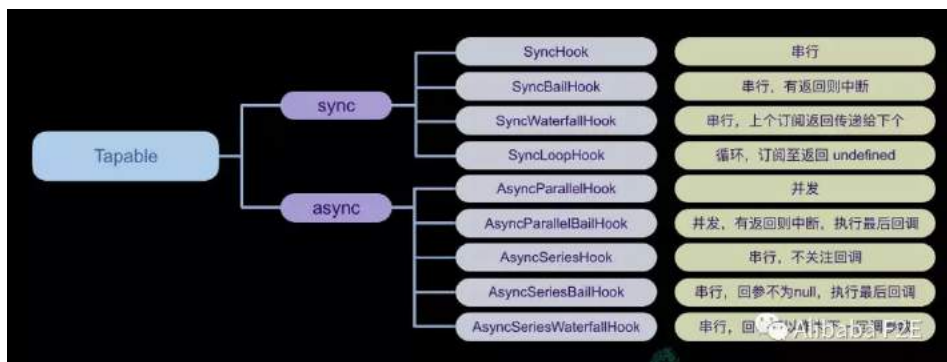 Tapable
sync
async
SyncHook 串行
SyncBailHook 串行，有返回则中断
SyncWaterfallHook 串行，上个订阅返回传递给下个
SyncLoopHook 循环，订阅至返回 undefined
AsyncParallelHook 并发
AsyncParallelBailHook 并发，有返回则中断，执行最后回调
AsyncSeriesHook 串行，不关注回调
AsyncSeriesBailHook 串行，回参不为null，执行最后回调
AsyncSeriesWaterfallHook 串行，回
Alibaba F2E